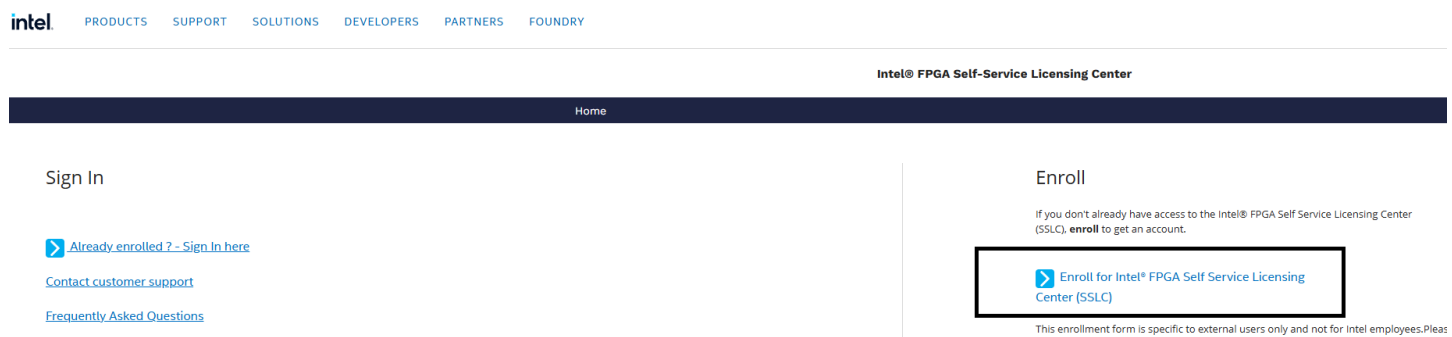 intel. PRODUCTS SUPPORT SOLUTIONS DEVELOPERS PARTNERS FOUNDRY
Intel® FPGA Self-Service Licensing Center
Home
Sign In
Already enrolled ? - Sign In here
Contact customer support
Frequently Asked Questions
Enroll
If you don't already have access to the Intel® FPGA Self Service Licensing Center
(SSLC), enroll to get an account.
Enroll for Intel® FPGA Self Service Licensing
Center (SSLC)
This enrollment form is specific to external users only and not for Intel employees.Pleas